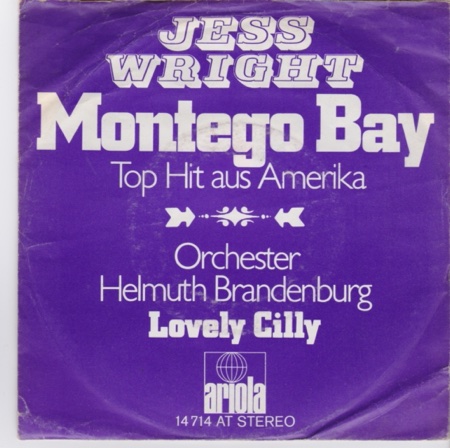 JESS
WRIGHT
Montego Bay
Top Hit aus Amerika
Orchester
Helmuth Brandenburg
Lovely Cilly
ariola
14 714 AT STEREO